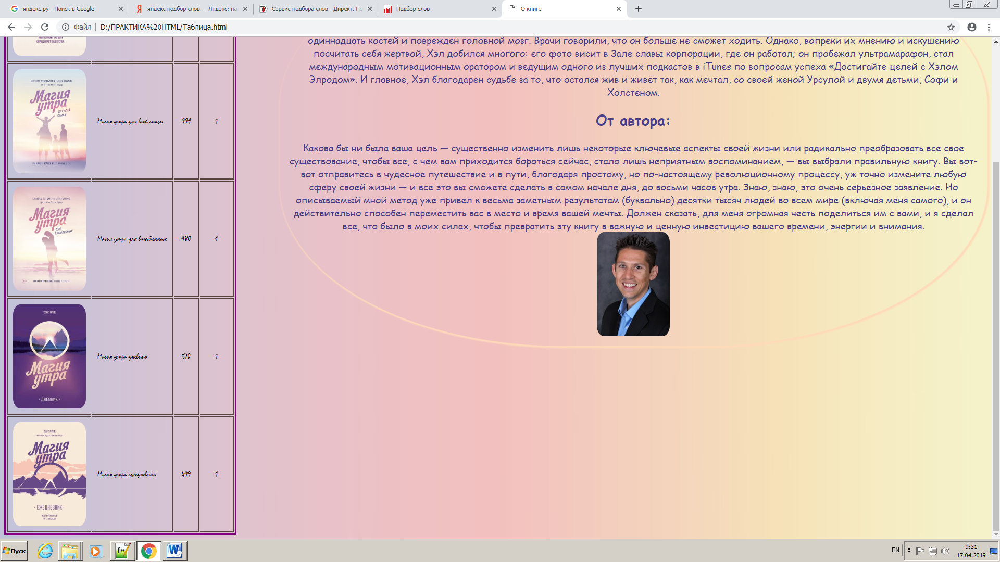 яндекс.ру - Поиск в Google
яндекс подбор слов — Яндекс: на
Сервис подбора слов - Директ. По
Подбор слов
О книге
Файл
D:/ПРАКТИКА%20HTML/Таблица.html
ОПРЕДЕЛЯЕТ ВАШ УСПЕХ
Магия
утра
для всей
семьи
Магия утра для всей семьи
999
1
Магия
утра
для
влюбленных
Магия утра для влюбленных
980
1
ХЭЛ ЭЛРОД
Магия
утра
· ДНЕВНИК ·
Магия утра дневник
570
1
ХЭЛ ЭЛРОД
Магия
утра
· ЕЖЕДНЕВНИК ·
Магия утра ежедневник
499
1
одиннадцать костей и поврежден головной мозг. Врачи говорили, что он больше не сможет ходить. Однако, вопреки их мнению и искушению
посчитать себя жертвой, Хэл добился многого: его фото висит в Зале славы корпорации, где он работал; он пробежал ультрамарафон, стал
международным мотивационным оратором и ведущим одного из лучших подкастов в iTunes по вопросам успеха «Достигайте целей с Хэлом
Элродом». И главное, Хэл благодарен судьбе за то, что остался жив и живет так, как мечтал, со своей женой Урсулой и двумя детьми, Софи и
Холстеном.
От автора:
Какова бы ни была ваша цель — существенно изменить лишь некоторые ключевые аспекты своей жизни или радикально преобразовать все свое
существование, чтобы все, с чем вам приходится бороться сейчас, стало лишь неприятным воспоминанием, — вы выбрали правильную книгу. Вы вот-
вот отправитесь в чудесное путешествие и в пути, благодаря простому, но по-настоящему революционному процессу, уж точно измените любую
сферу своей жизни — и все это вы сможете сделать в самом начале дня, до восьми часов утра. Знаю, знаю, это очень серьезное заявление. Но
описываемый мной метод уже привел к весьма заметным результатам (буквально) десятки тысяч людей во всем мире (включая меня самого), и он
действительно способен переместить вас в место и время вашей мечты. Должен сказать, для меня огромная честь поделиться им с вами, и я сделал
все, что было в моих силах, чтобы превратить эту книгу в важную и ценную инвестицию вашего времени, энергии и внимания.
Пуск
EN
9:31
17.04.2019